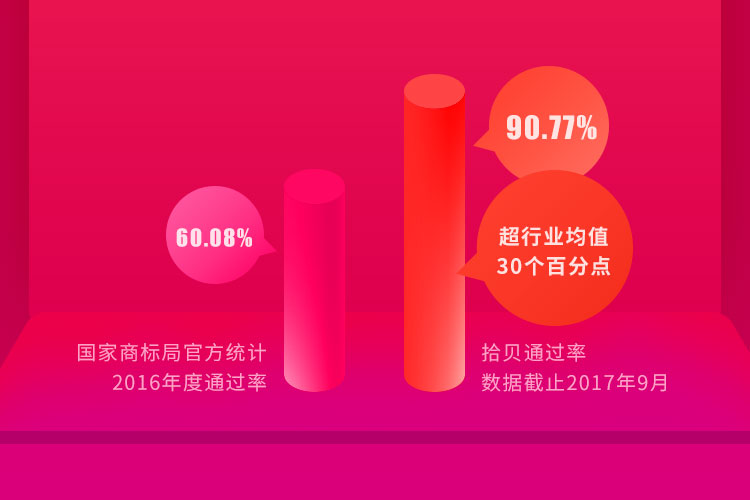 90.77%
60.08%
超行业均值
30个百分点
国家商标局官方统计
2016年度通过率
拾贝通过率
数据截止2017年9月